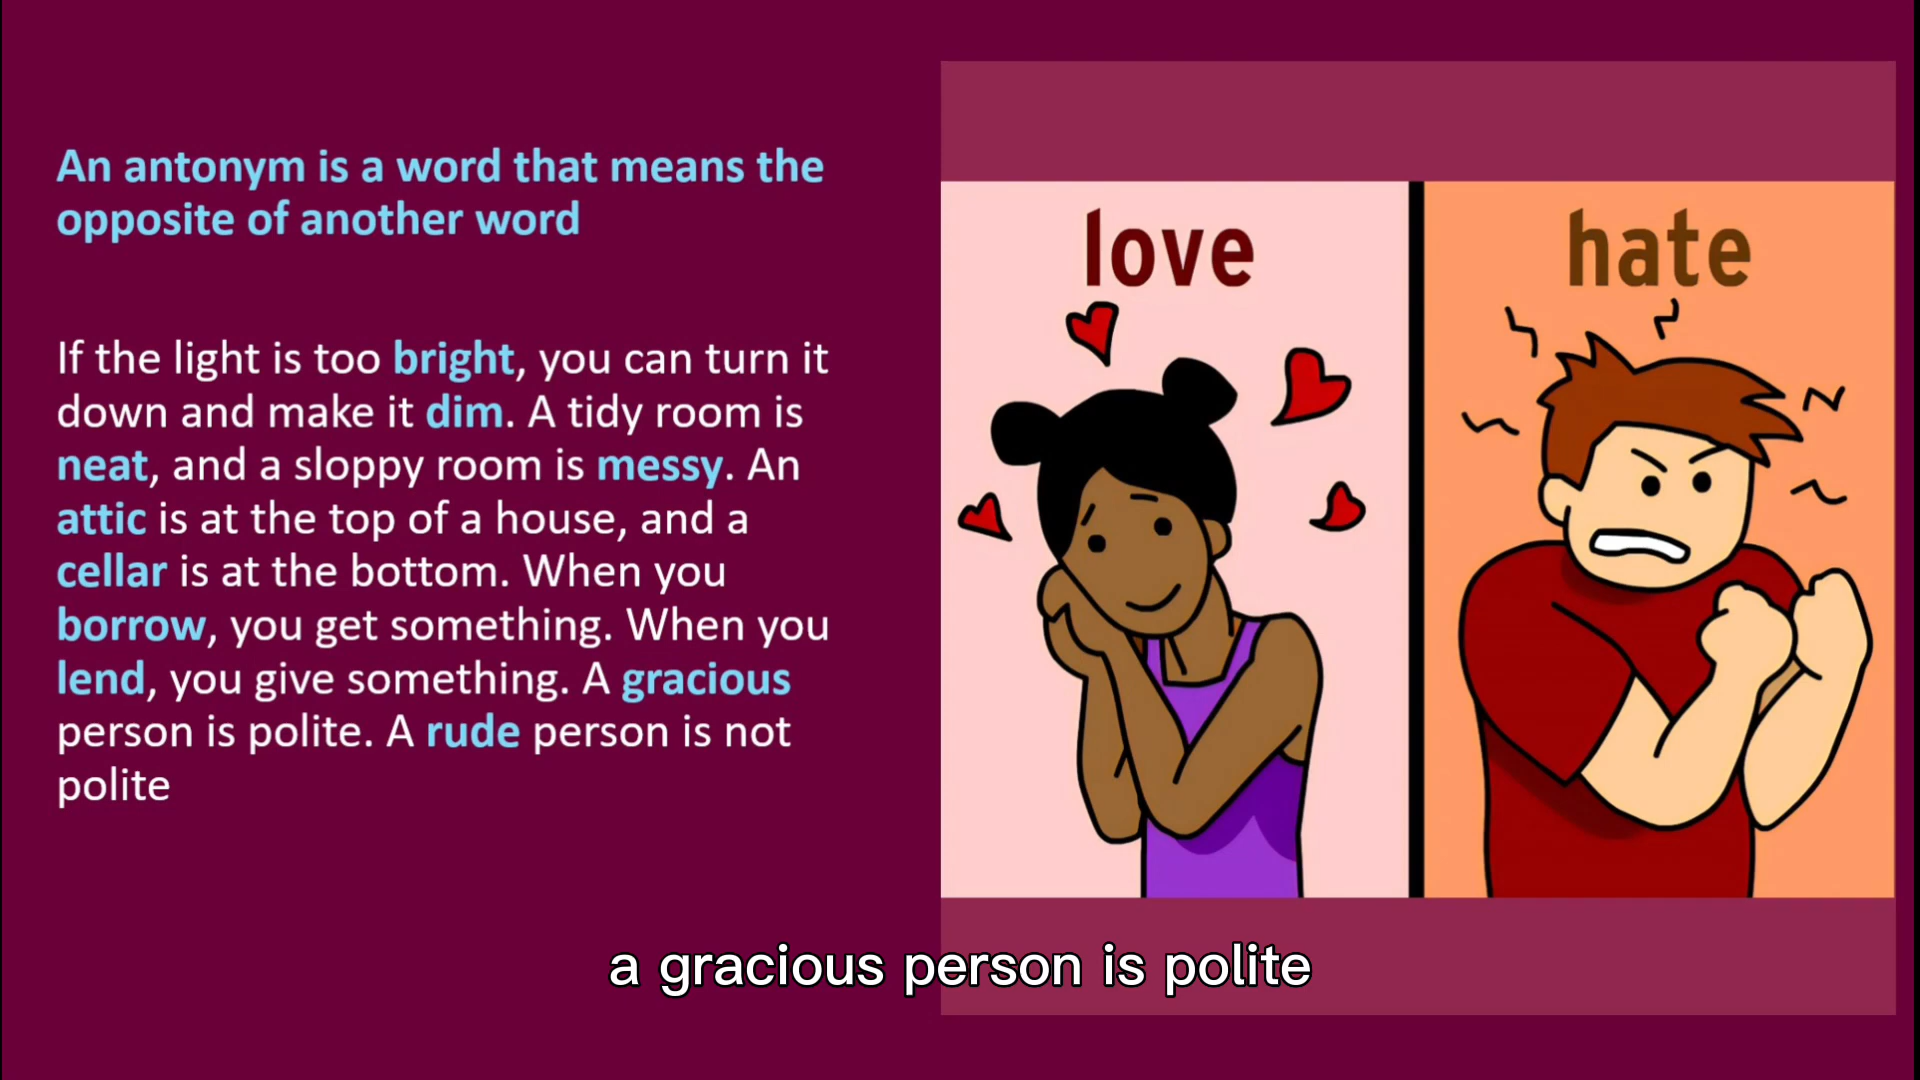 An antonym is a word that means the
opposite of another word
If the light is too bright, you can turn it
down and make it dim. A tidy room is
neat, and a sloppy room is messy. An
attic is at the top of a house, and a
cellar is at the bottom. When you
borrow, you get something. When you
lend, you give something. A gracious
person is polite. A rude person is not
polite
love
hate
a gracious person is polite